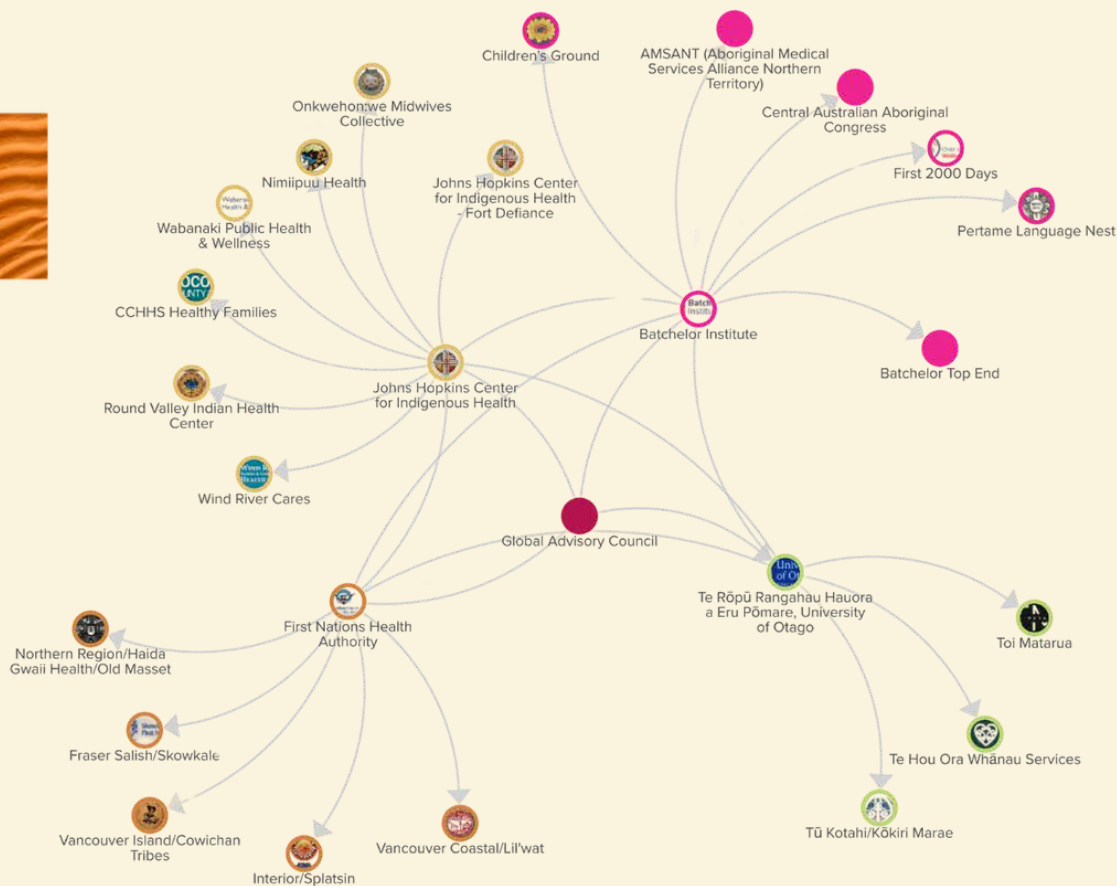 Children's Ground
AMSANT (Aboriginal Medical
Services Alliance Northern
Territory)
Onkwehon:we Midwives
Collective
Central Australian Aboriginal
Congress
First 2000 Days
Nimiipuu Health
Johns Hopkins Center
for Indigenous Health
- Fort Defiance
Wabanaki Public Health
& Wellness
Pertame Language Nest
CCHHS Healthy Families
Batchelor Institute
Batchelor Top End
Johns Hopkins Center
for Indigenous Health
Round Valley Indian Health
Center
Wind River Cares
Global Advisory Council
Te Rōpū Rangahau Hauora
a Eru Pōmare, University
of Otago
First Nations Health
Authority
Toi Matarua
Northern Region/Haida
Gwaii Health/Old Masset
Fraser Salish/Skowkale
Te Hou Ora Whānau Services
Vancouver Island/Cowichan
Tribes
Vancouver Coastal/Lil'wat
Tū Kotahi/Kōkiri Marae
Interior/Splatsin